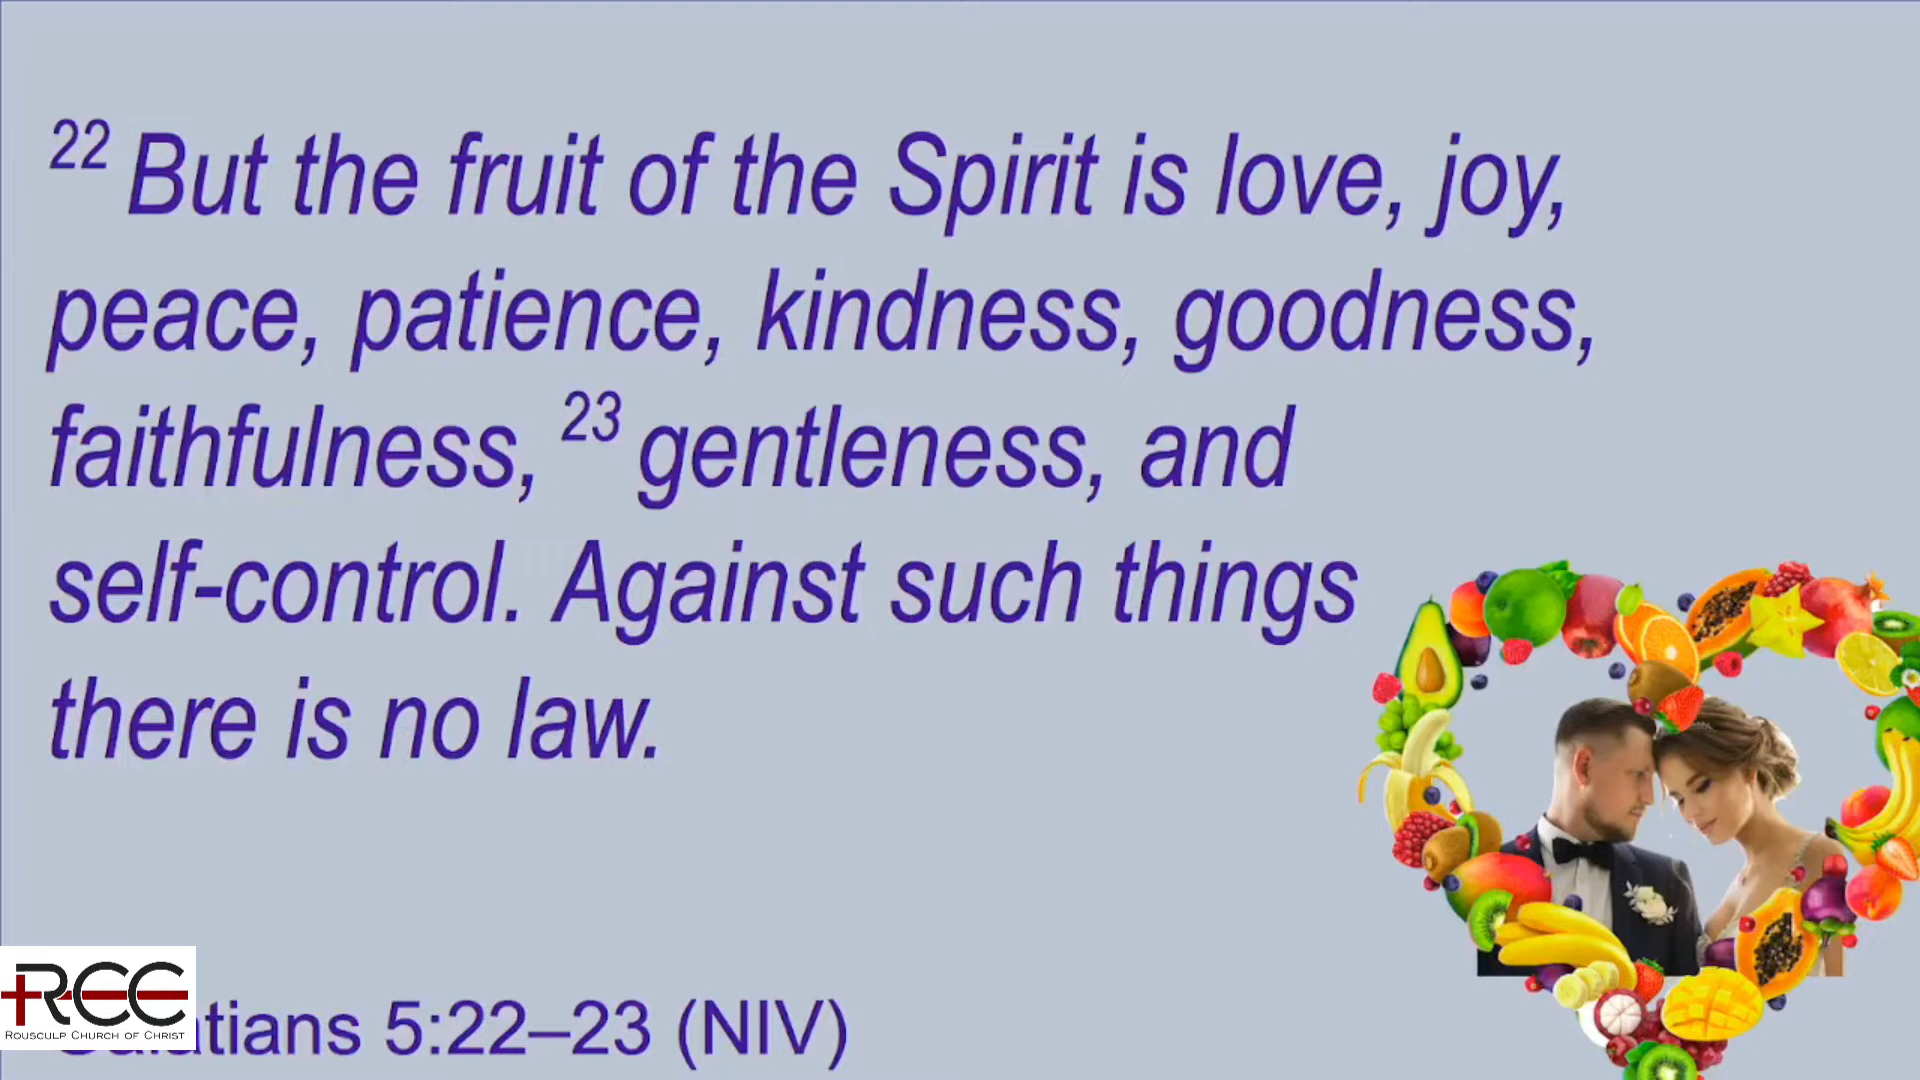 22 But the fruit of the Spirit is love, joy,
peace, patience, kindness, goodness,
faithfulness, 23 gentleness, and
self-control. Against such things
there is no law.
RCC
Rousculp Church of Christ
5:22–23 (NIV)